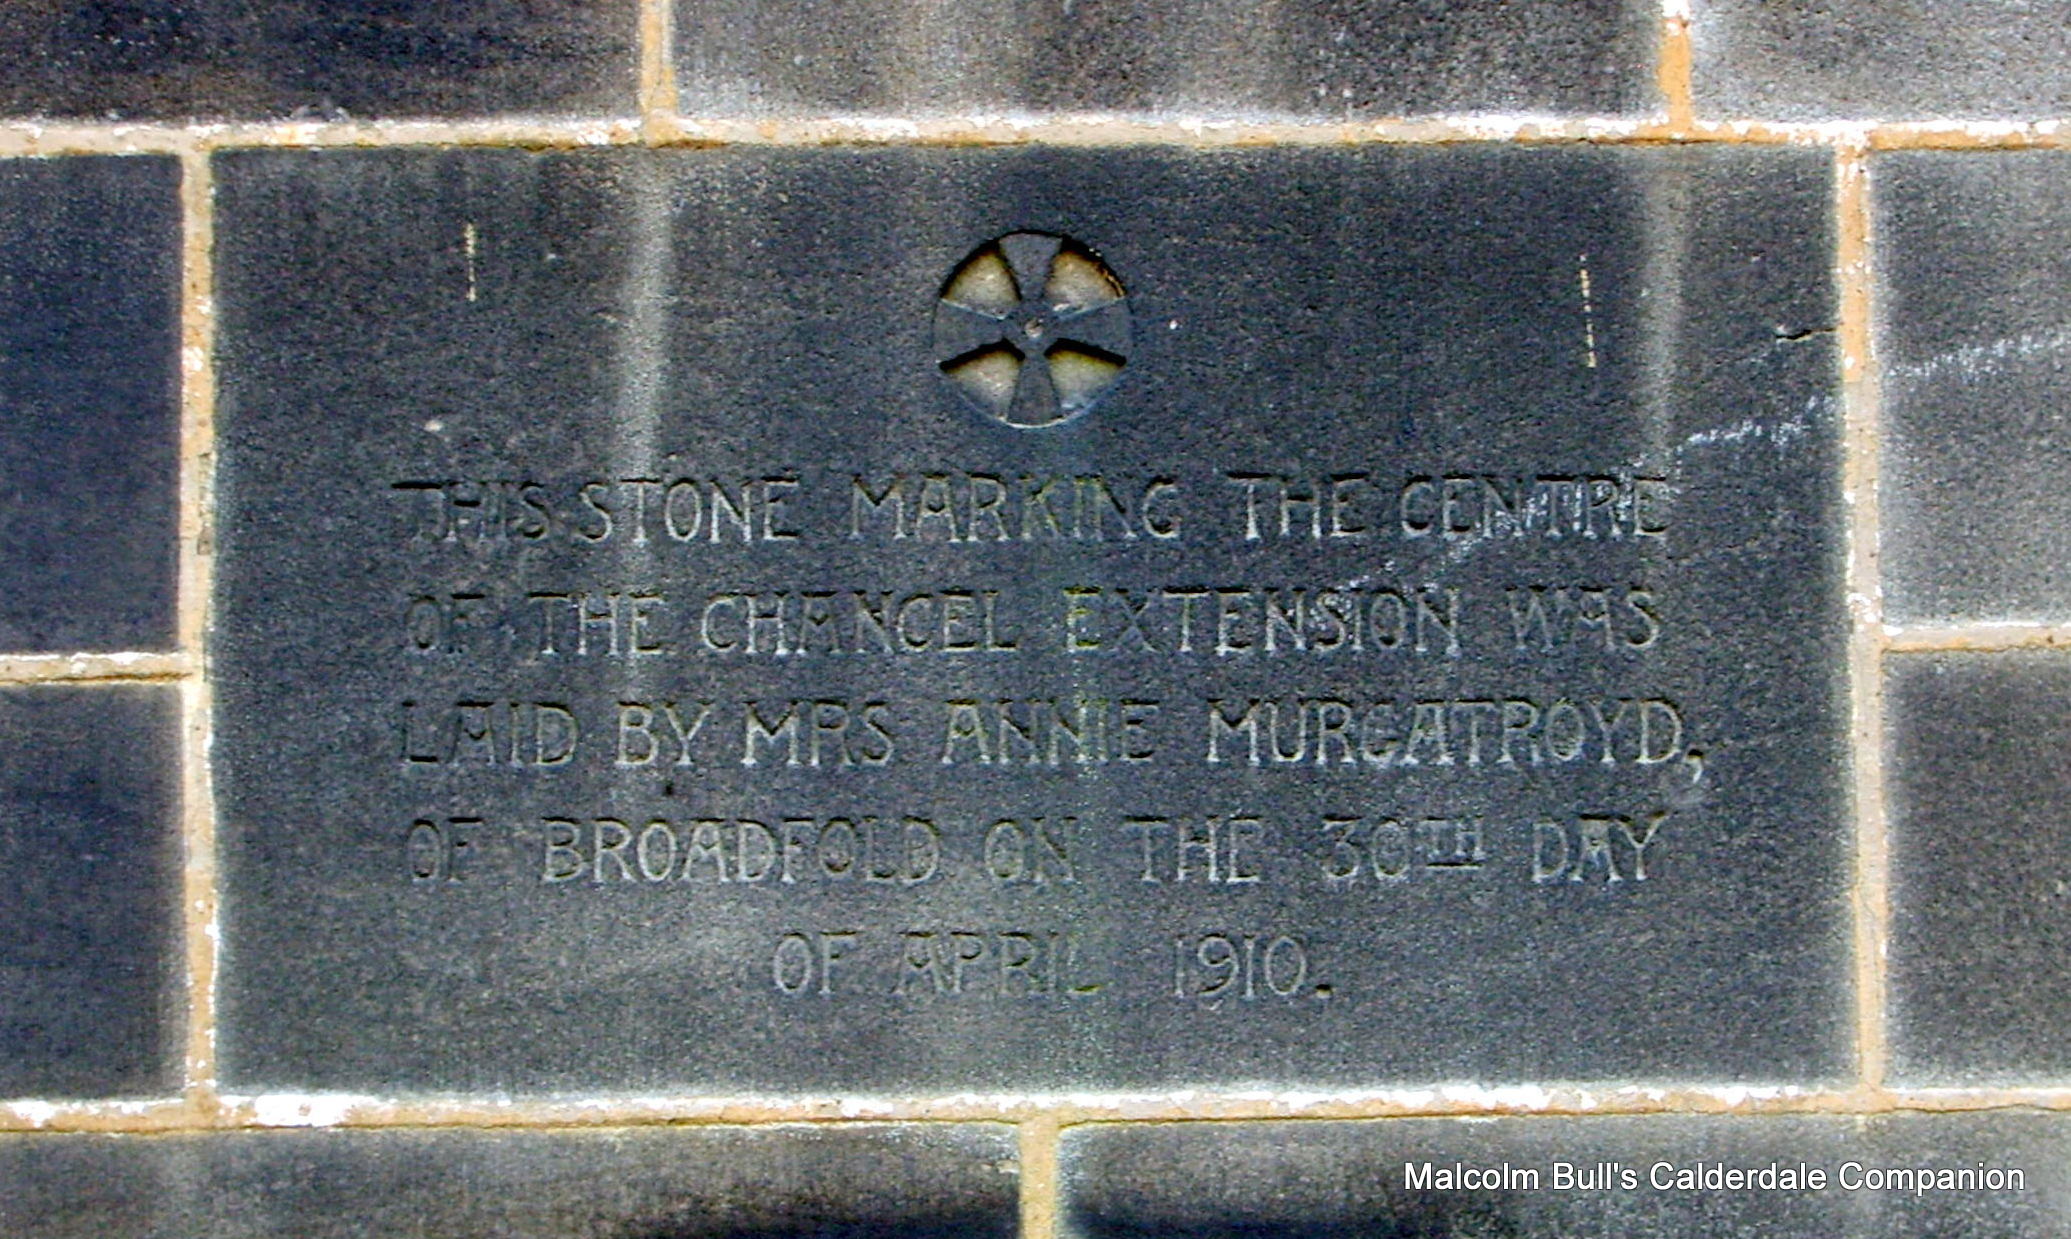 THIS STONE MARKING THE CENTRE
OF THE CHANCEL EXTENSION WAS
LAID BY MRS ANNIE MURGATROYD,
OF BROADFOLD ON THE 30TH DAY
OF APRIL 1910.
Malcolm Bull's Calderdale Companion